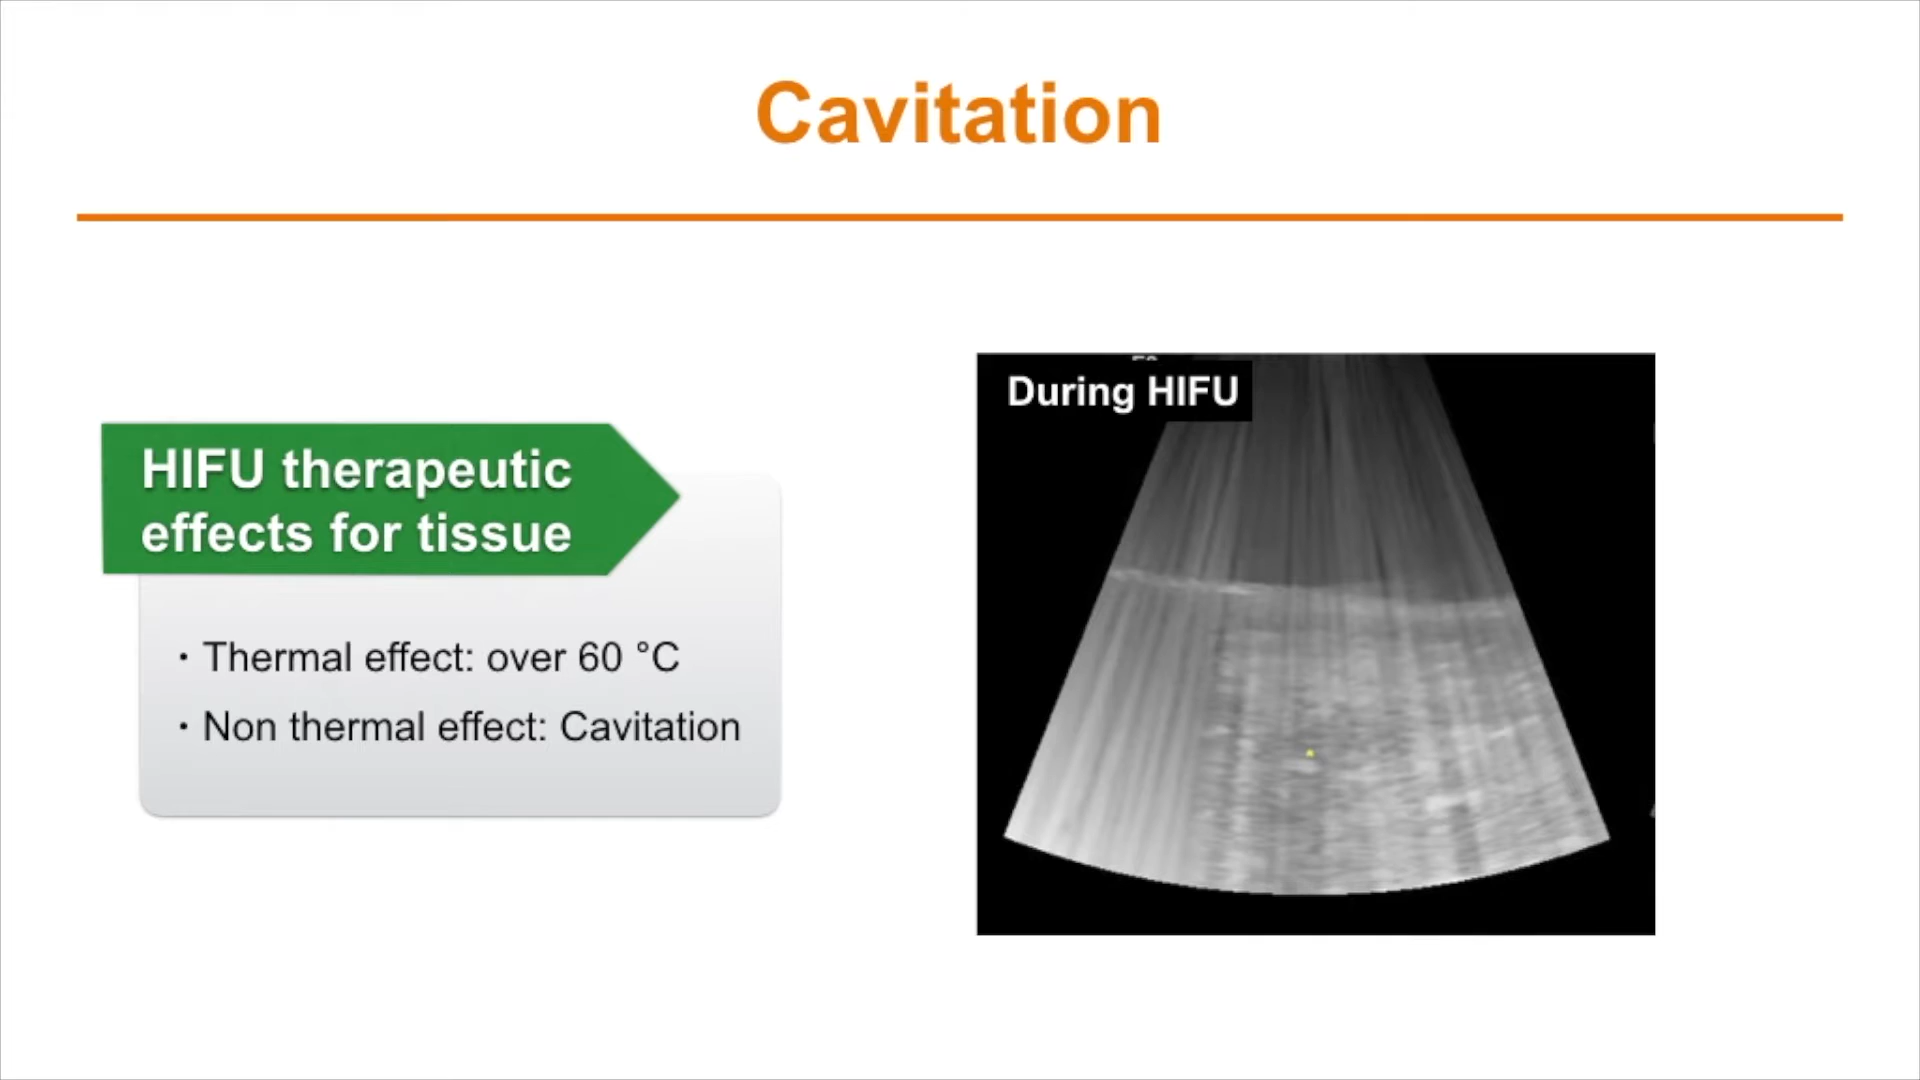 Cavitation
HIFU therapeutic
effects for tissue
・Thermal effect: over 60 °C
・Non thermal effect: Cavitation
During HIFU